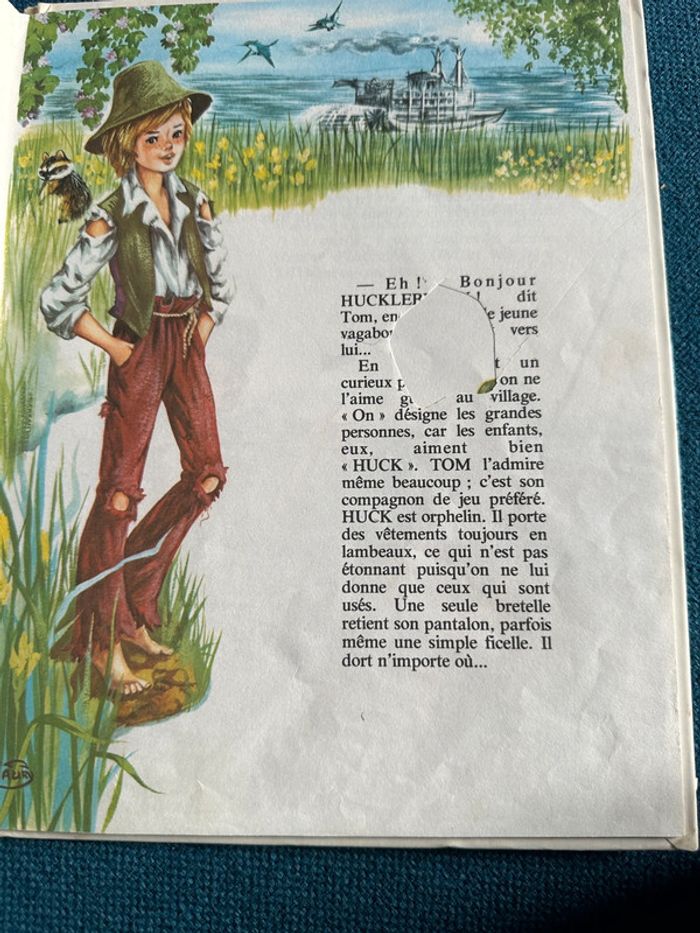 — Eh ! Bonjour
dit
Tom, jeune
vers
lui...
En un
curieux on ne
l'aime au village.
« On » désigne les grandes
personnes, car les enfants,
eux, aiment bien
« HUCK ». TOM l'admire
même beaucoup ; c'est son
compagnon de jeu préféré.
HUCK est orphelin. Il porte
des vêtements toujours en
lambeaux, ce qui n'est pas
étonnant puisqu'on ne lui
donne que ceux qui sont
usés. Une seule bretelle
retient son pantalon, parfois
même une simple ficelle. Il
dort n'importe où...